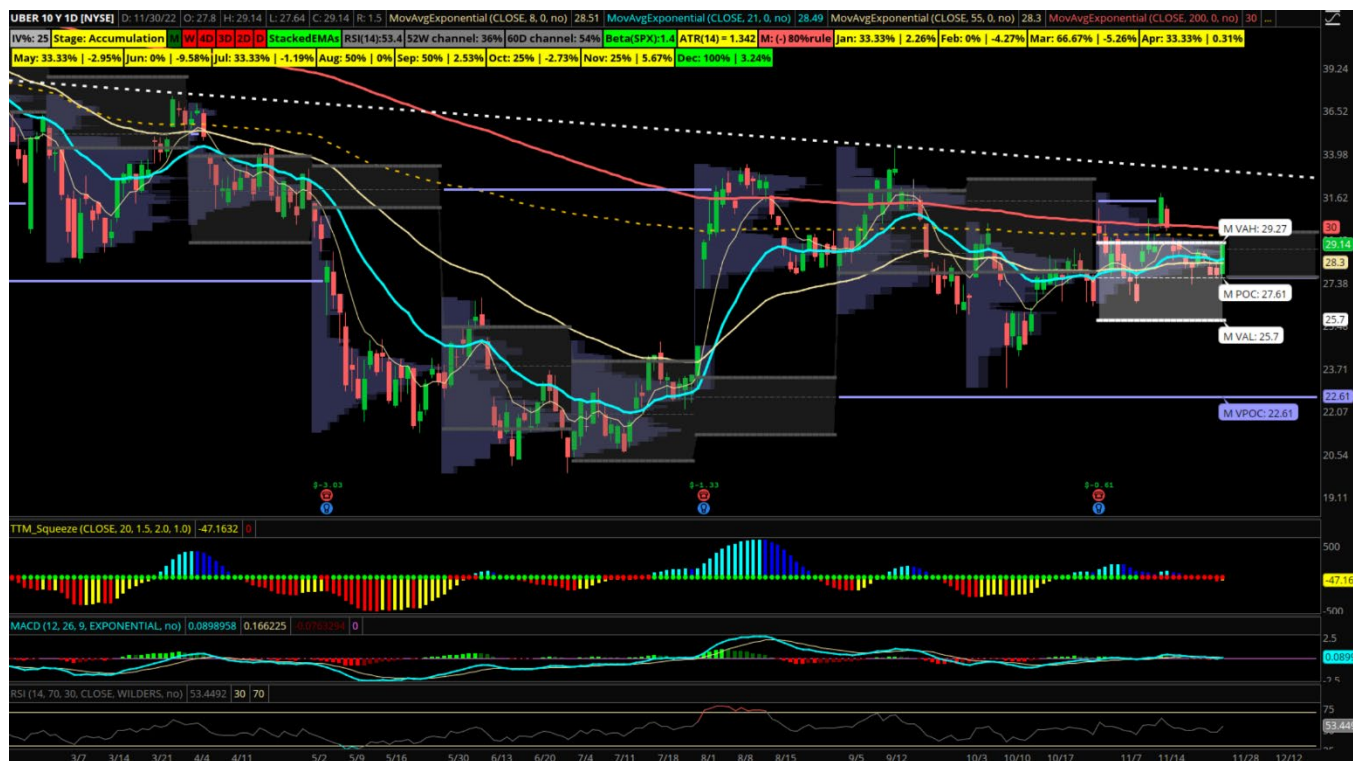 UBER 10 Y 1D [NYSE] D: 11/30/22 O: 27.8 H: 29.14 L: 27.64 C: 29.14 R: 1.5 MovAvgExponential (CLOSE, 8, 0, no) 28.51 MovAvgExponential (CLOSE, 21, 0, no) 28.49 MovAvgExponential (CLOSE, 55, 0, no) 28.3 MovAvgExponential (CLOSE, 200, 0, no) 30 ...
IV%: 25 Stage: Accumulation M W 4D 3D 2D D StackedEMAs RSI(14):53.4 52W channel: 36% 60D channel: 54% Beta(SPX):1.4 ATR(14) = 1.342 M: (-) 80%rule Jan: 33.33% | 2.26% Feb: 0% | -4.27% Mar: 66.67% | -5.26% Apr: 33.33% | 0.31%
May: 33.33% | -2.95% Jun: 0% | -9.58% Jul: 33.33% | -1.19% Aug: 50% | 0% Sep: 50% | 2.53% Oct: 25% | -2.73% Nov: 25% | 5.67% Dec: 100% | 3.24%
39.24
36.52
33.98
31.62
30
M VAH: 29.27
29.14
28.3
27.38
M POC: 27.61
25.7
M VAL: 25.7
23.71
22.61
M VPOC: 22.61
22.07
20.54
19.11
$-3.03 $-1.33 $-0.61
TTM_Squeeze (CLOSE, 20, 1.5, 2.0, 1.0) -47.1632 0
500
-47.16
-500
MACD (12, 26, 9, EXPONENTIAL, no) 0.0898958 0.166225 -0.0763294 0
2.5
0.0899
-2.5
RSI (14, 70, 30, CLOSE, WILDERS, no) 53.4492 30 70
75
53.449
3/7 3/14 3/21 4/4 4/11 5/2 5/9 5/16 5/30 6/13 6/20 7/4 7/11 7/18 8/1 8/8 8/15 9/5 9/12 10/3 10/10 10/17 11/7 11/14 11/28 12/12